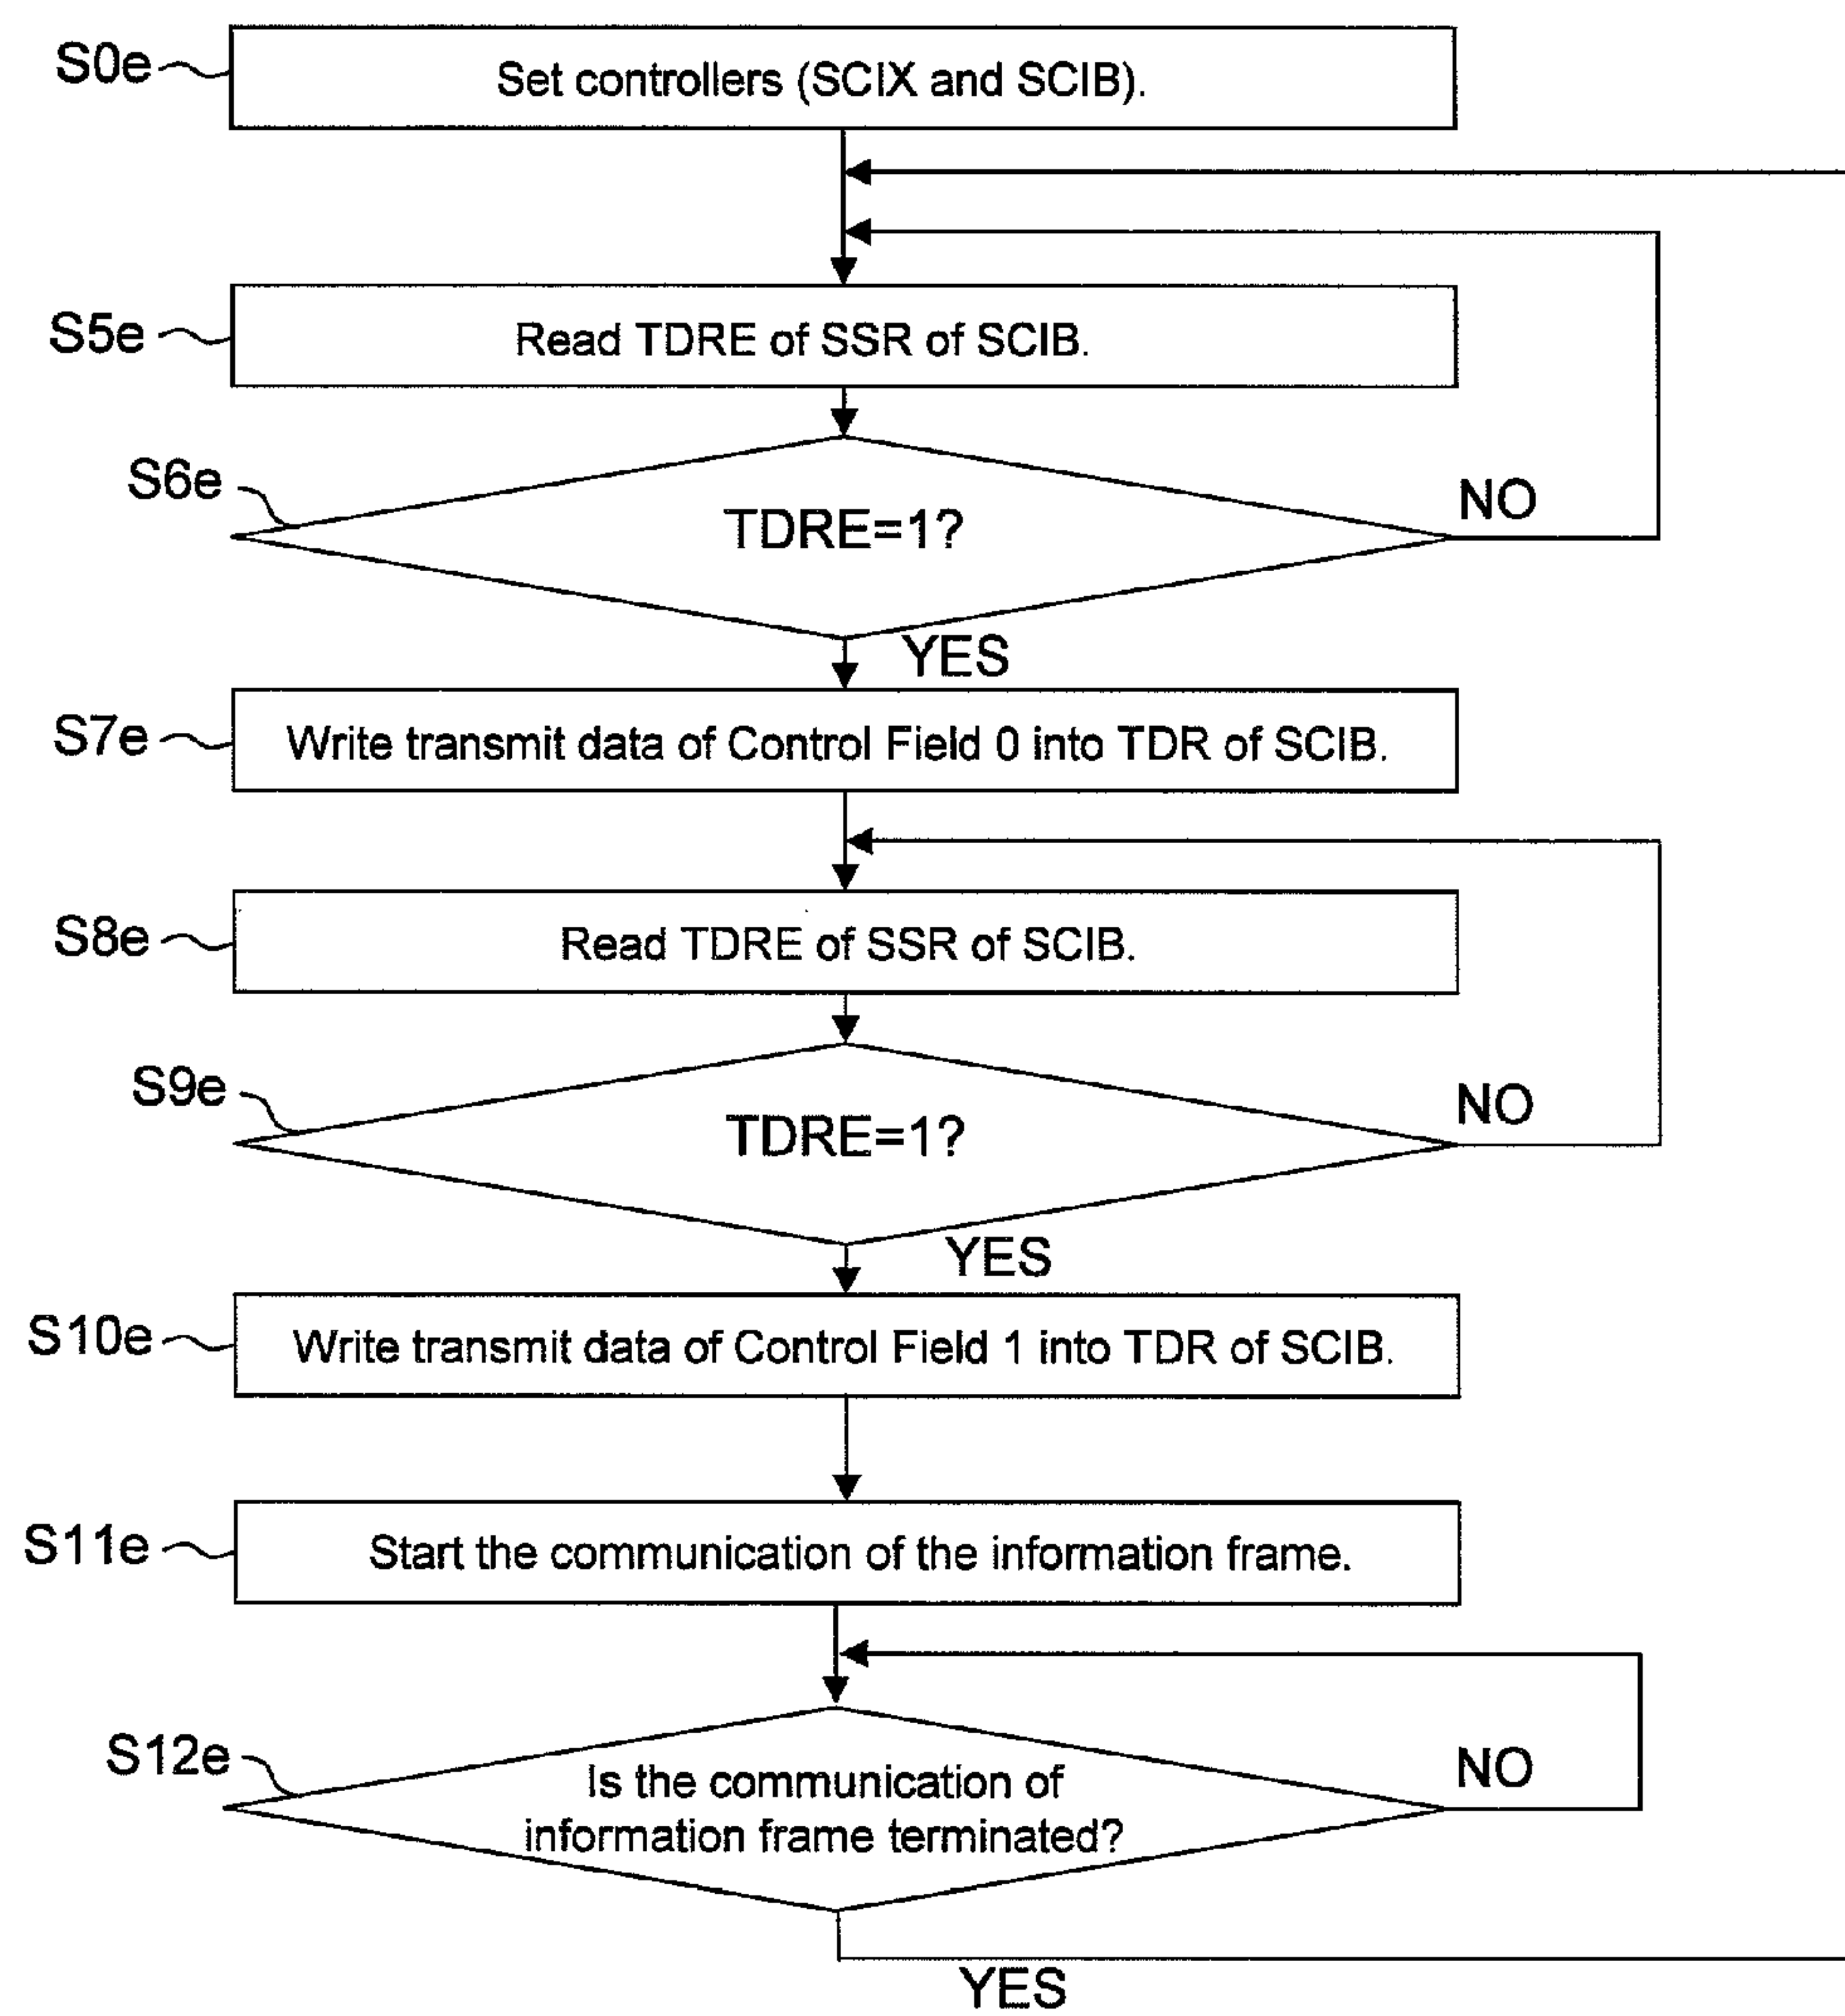 S0e
Set controllers (SCIX and SCIB).
S5e
Read TDRE of SSR of SCIB.
S6e
TDRE=1?
NO
YES
S7e
Write transmit data of Control Field 0 into TDR of SCIB.
S8e
Read TDRE of SSR of SCIB.
S9e
TDRE=1?
NO
YES
S10e
Write transmit data of Control Field 1 into TDR of SCIB.
S11e
Start the communication of the information frame.
S12e
Is the communication of
information frame terminated?
NO
YES